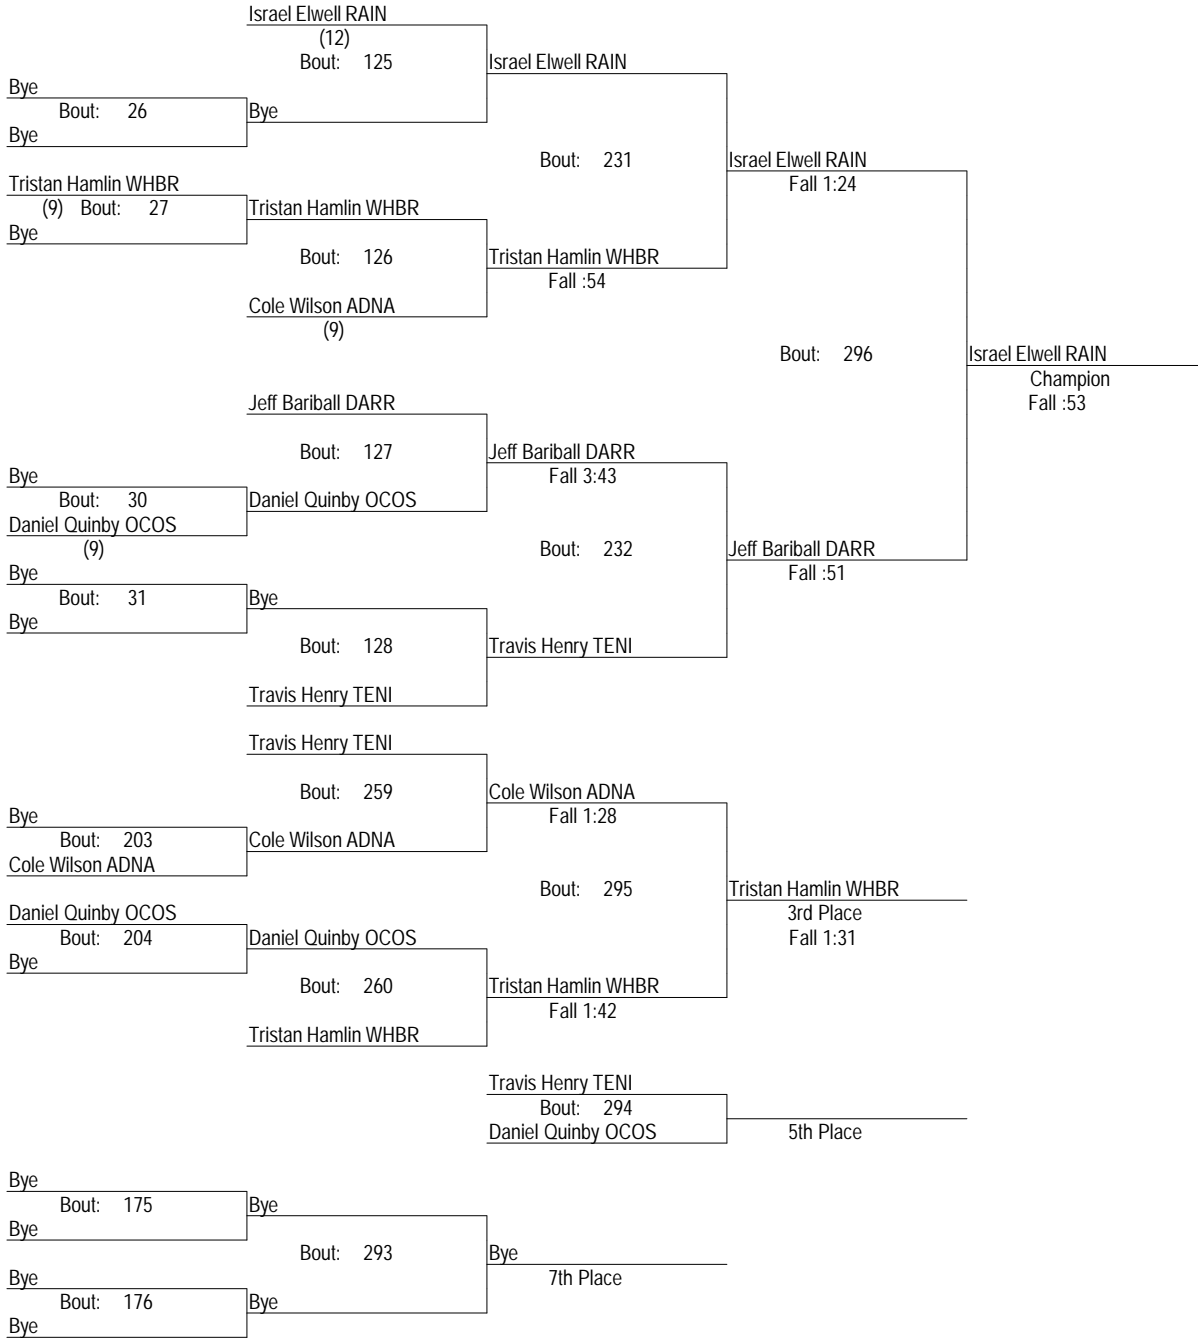 Israel Elwell RAIN
(12)
Bout: 125
Israel Elwell RAIN
Bye
Bout: 26
Bye
Bye
Bout: 231
Israel Elwell RAIN
Fall 1:24
Tristan Hamlin WHBR
(9) Bout: 27
Tristan Hamlin WHBR
Bye
Bout: 126
Tristan Hamlin WHBR
Fall :54
Cole Wilson ADNA
(9)
Bout: 296
Israel Elwell RAIN
Champion
Fall :53
Jeff Bariball DARR
Bout: 127
Jeff Bariball DARR
Fall 3:43
Bye
Bout: 30
Daniel Quinby OCOS
Daniel Quinby OCOS
(9)
Bout: 232
Jeff Bariball DARR
Fall :51
Bye
Bout: 31
Bye
Bye
Bout: 128
Travis Henry TENI
Travis Henry TENI
Travis Henry TENI
Bout: 259
Cole Wilson ADNA
Fall 1:28
Bye
Bout: 203
Cole Wilson ADNA
Cole Wilson ADNA
Bout: 295
Tristan Hamlin WHBR
3rd Place
Fall 1:31
Daniel Quinby OCOS
Bout: 204
Daniel Quinby OCOS
Bye
Bout: 260
Tristan Hamlin WHBR
Fall 1:42
Tristan Hamlin WHBR
Travis Henry TENI
Bout: 294
Daniel Quinby OCOS
5th Place
Bye
Bout: 175
Bye
Bye
Bout: 293
Bye
7th Place
Bye
Bout: 176
Bye
Bye